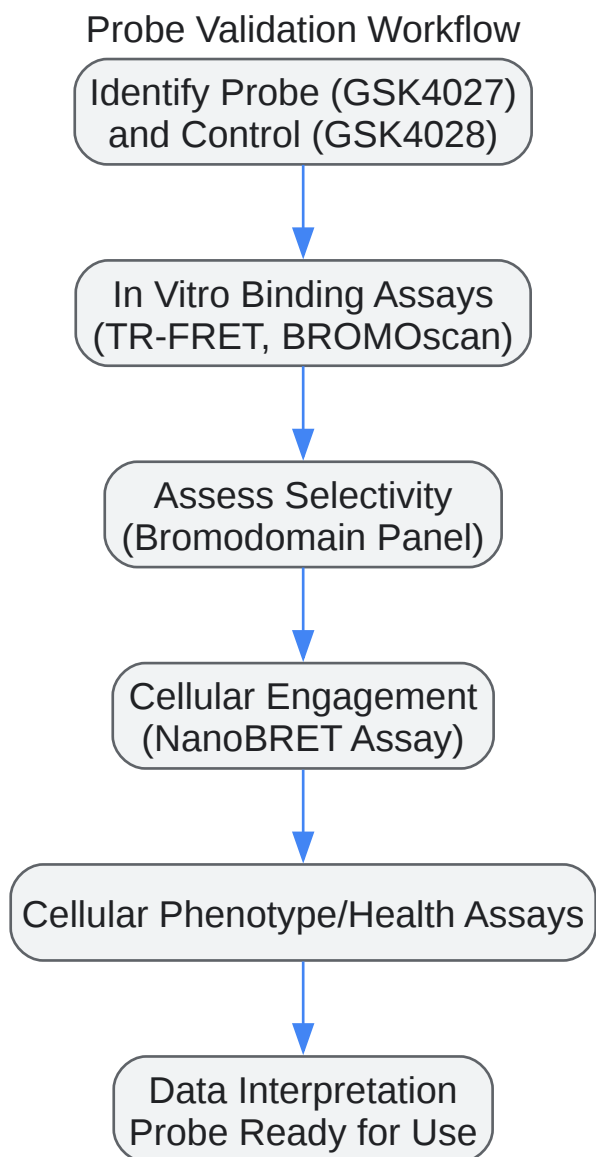 Probe Validation Workflow
Identify Probe (GSK4027)
and Control (GSK4028)
In Vitro Binding Assays
(TR-FRET, BROMOscan)
Assess Selectivity
(Bromodomain Panel)
Cellular Engagement
(NanoBRET Assay)
Cellular Phenotype/Health Assays
Data Interpretation
Probe Ready for Use